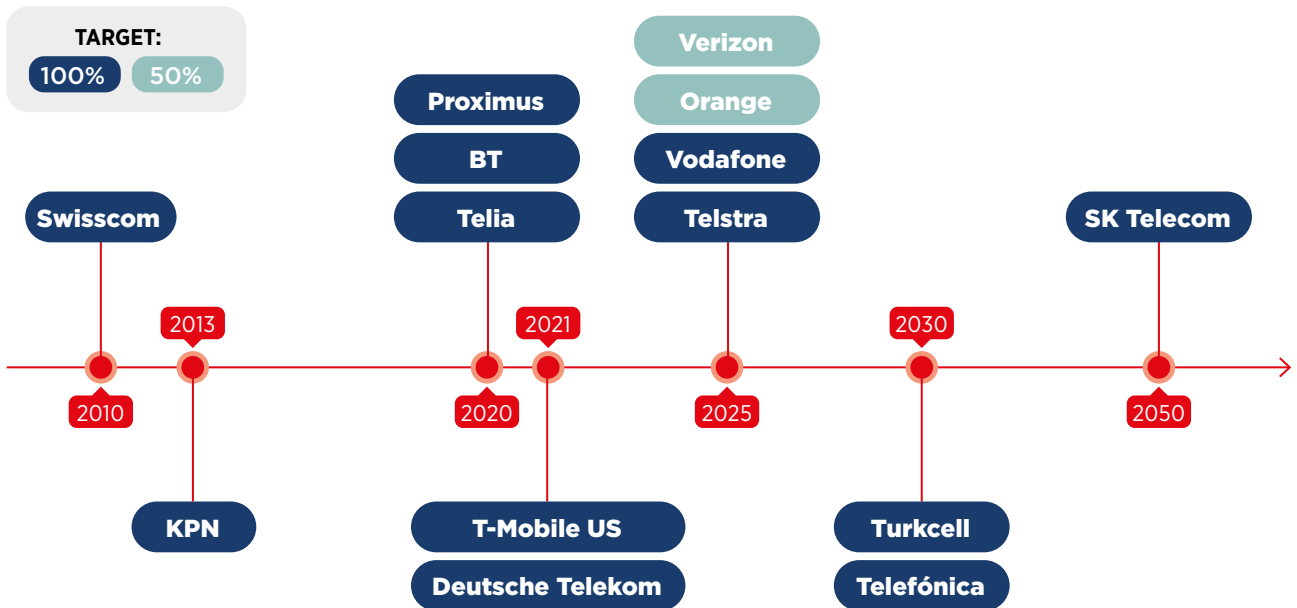 TARGET:
100% 50%
Verizon
Orange
Proximus
BT
Vodafone
Swisscom
Telia
Telstra
SK Telecom
2013
2021
2030
2010
2020
2025
2050
KPN
T-Mobile US
Turkcell
Deutsche Telekom
Telefónica